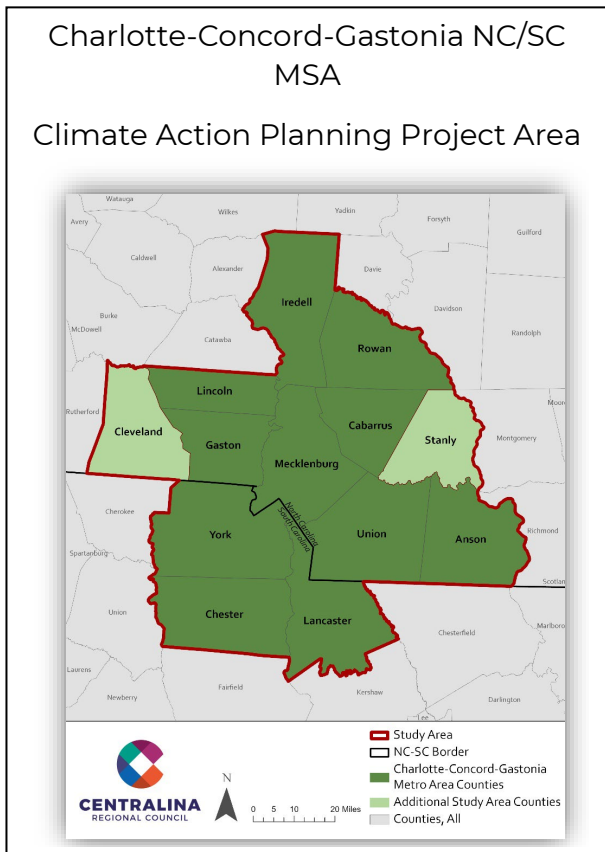 Charlotte-Concord-Gastonia NC/SC
MSA
Climate Action Planning Project Area
Watauga
Wilkes
Yadkin
Forsyth
Guilford
Avery
Caldwell
Alexander
Davie
Iredell
Davidson
Burke
McDowell
Randolph
Catawba
Rowan
Lincoln
Rutherford
Cleveland
Cabarrus
Stanly
Moor
Gaston
Montgomery
Mecklenburg
Cherokee
North Carolina
South Carolina
Richmond
York
Union
Anson
Spartanburg
Scotlan
Union
Chester
Lancaster
Marlboro
Chesterfield
Laurens
Fairfield
Kershaw
Newberry
Darlington
Lee
Study Area
NC-SC Border
Charlotte-Concord-Gastonia
Metro Area Counties
Additional Study Area Counties
Counties, All
CENTRALINA
REGIONAL COUNCIL
N
0 5 10 20 Miles